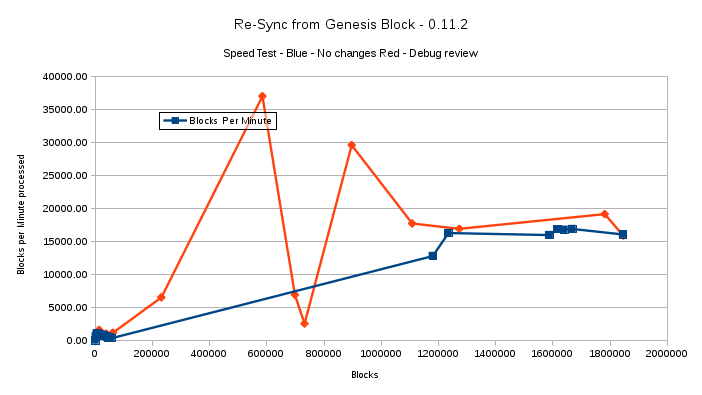 Re-Sync from Genesis Block - 0.11.2
Speed Test - Blue - No changes Red - Debug review
40000.00
35000.00
30000.00
25000.00
20000.00
15000.00
10000.00
5000.00
0.00
Blocks Per Minute
Blocks per Minute processed
0 200000 400000 600000 800000 1000000 1200000 1400000 1600000 1800000 2000000
Blocks